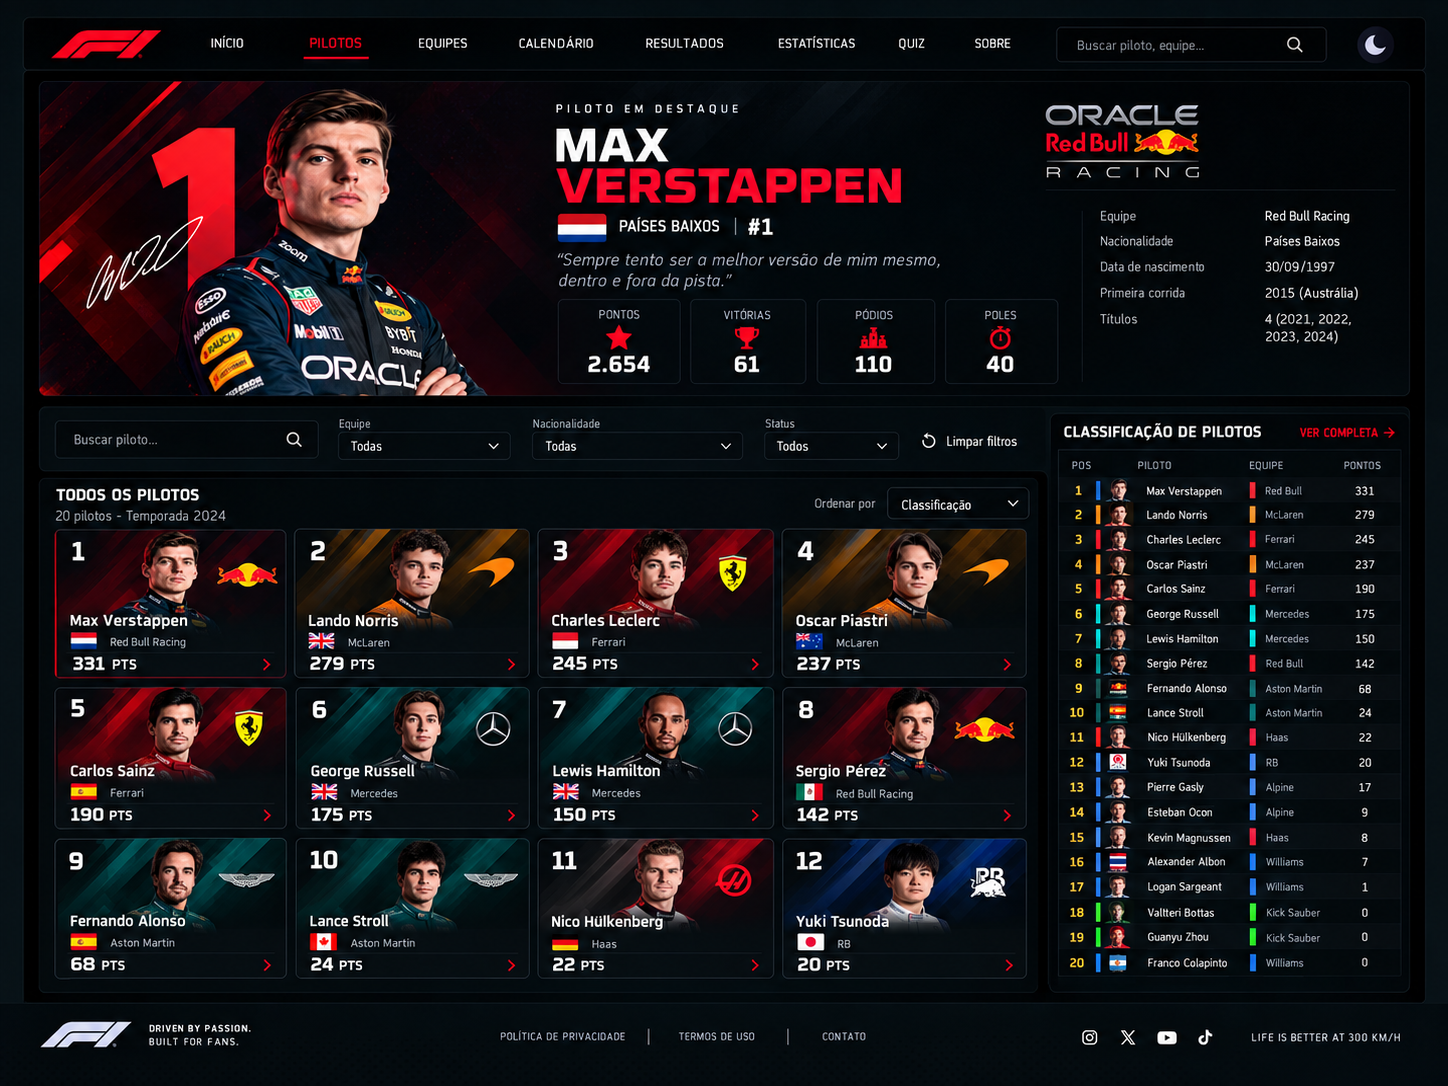 F1
INÍCIO
PILOTOS
EQUIPES
CALENDÁRIO
RESULTADOS
ESTATÍSTICAS
QUIZ
SOBRE
Buscar piloto, equipe...
1
zoom
Esso
TAG
RAUCH
Mobil 1
RAUCH
BYBIT
HONDA
ORACLE
PILOTO EM DESTAQUE
MAX
VERSTAPPEN
PAÍSES BAIXOS | #1
“Sempre tento ser a melhor versão de mim mesmo,
dentro e fora da pista.”
PONTOS
2.654
VITÓRIAS
61
PÓDIOS
110
POLES
40
ORACLE
Red Bull
RACING
Equipe Red Bull Racing
Nacionalidade Países Baixos
Data de nascimento 30/09/1997
Primeira corrida 2015 (Austrália)
Títulos 4 (2021, 2022,
2023, 2024)
Buscar piloto...
Equipe
Todas
Nacionalidade
Todas
Status
Todos
Limpar filtros
TODOS OS PILOTOS
20 pilotos - Temporada 2024
Ordenar por
Classificação
1
Max Verstappen
Red Bull Racing
331 PTS
2
Lando Norris
McLaren
279 PTS
3
Charles Leclerc
Ferrari
245 PTS
4
Oscar Piastri
McLaren
237 PTS
5
Carlos Sainz
Ferrari
190 PTS
6
George Russell
Mercedes
175 PTS
7
Lewis Hamilton
Mercedes
150 PTS
8
Sergio Pérez
Red Bull Racing
142 PTS
9
Fernando Alonso
Aston Martin
68 PTS
10
Lance Stroll
Aston Martin
24 PTS
11
Nico Hülkenberg
Haas
22 PTS
12
RB
Yuki Tsunoda
RB
20 PTS
CLASSIFICAÇÃO DE PILOTOS
VER COMPLETA →
POS PILOTO EQUIPE PONTOS
1 Max Verstappen Red Bull 331
2 Lando Norris McLaren 279
3 Charles Leclerc Ferrari 245
4 Oscar Piastri McLaren 237
5 Carlos Sainz Ferrari 190
6 George Russell Mercedes 175
7 Lewis Hamilton Mercedes 150
8 Sergio Pérez Red Bull 142
9 Fernando Alonso Aston Martin 68
10 Lance Stroll Aston Martin 24
11 Nico Hülkenberg Haas 22
12 Yuki Tsunoda RB 20
13 Pierre Gasly Alpine 17
14 Esteban Ocon Alpine 9
15 Kevin Magnussen Haas 8
16 Alexander Albon Williams 7
17 Logan Sargeant Williams 1
18 Valtteri Bottas Kick Sauber 0
19 Guanyu Zhou Kick Sauber 0
20 Franco Colapinto Williams 0
F1
DRIVEN BY PASSION.
BUILT FOR FANS.
POLÍTICA DE PRIVACIDADE | TERMOS DE USO | CONTATO
LIFE IS BETTER AT 300 KM/H